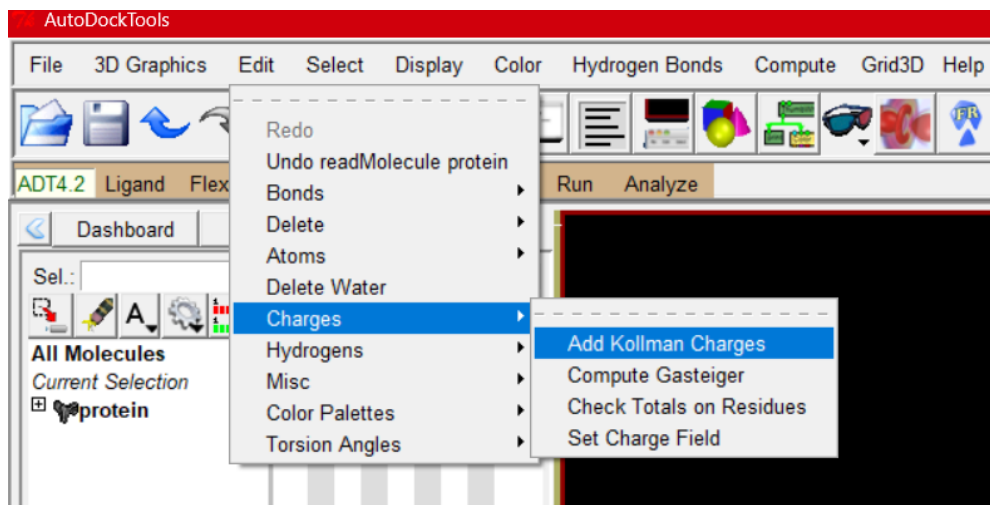 AutoDockTools
File 3D Graphics Edit Select Display Color Hydrogen Bonds Compute Grid3D Help
ADT4.2 Ligand Flex Run Analyze
Dashboard
Sel.:
A
All Molecules
Current Selection
protein
Redo
Undo readMolecule protein
Bonds
Delete
Atoms
Delete Water
Charges
Hydrogens
Misc
Color Palettes
Torsion Angles
Add Kollman Charges
Compute Gasteiger
Check Totals on Residues
Set Charge Field